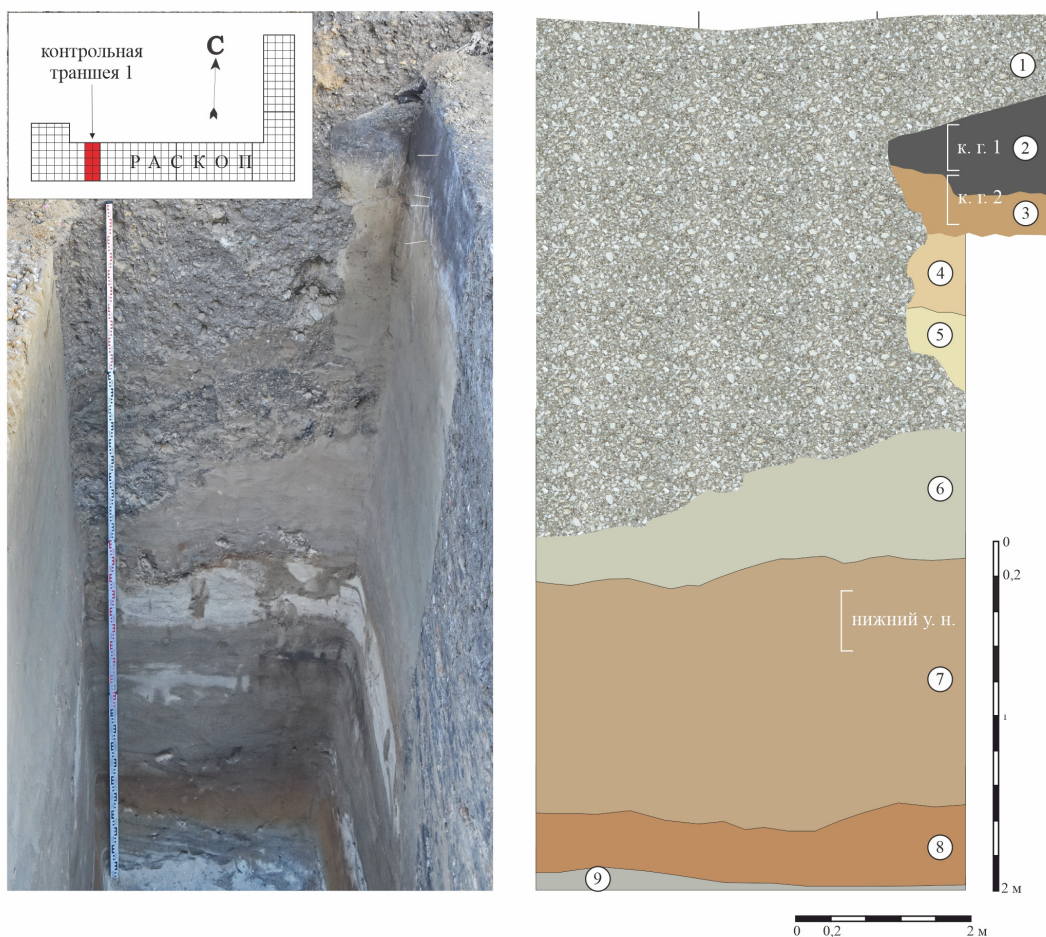 контрольная
траншея 1
С
РАСКОП
1
к. г. 1
2
к. г. 2
3
4
5
6
0
0,2
нижний у. н.
7
1
8
9
2 м
0
0,2
2 м